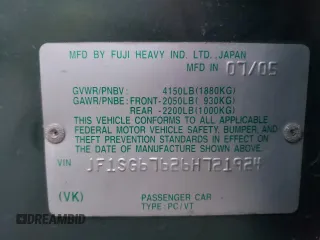 MFD BY FUJI HEAVY IND. LTD.,JAPAN
MFD IN 07/05
GVWR/PNBV: 4150LB(1880KG)
GAWR/PBNE: FRONT-2050LB( 930KG)
REAR -2200LB(1000KG)
THIS VEHICLE CONFORMS TO ALL APPLICABLE
FEDERAL MOTOR VEHICLE SAFETY, BUMPER, AND
THEFT PREVENTION STANDARDS IN EFFECT ON THE
DATE OF MANUFACTURE SHOWN ABOVE.
VIN JF1SG67626H721924
(VK) PASSENGER CAR
TYPE: PC/VT
DREAMBID